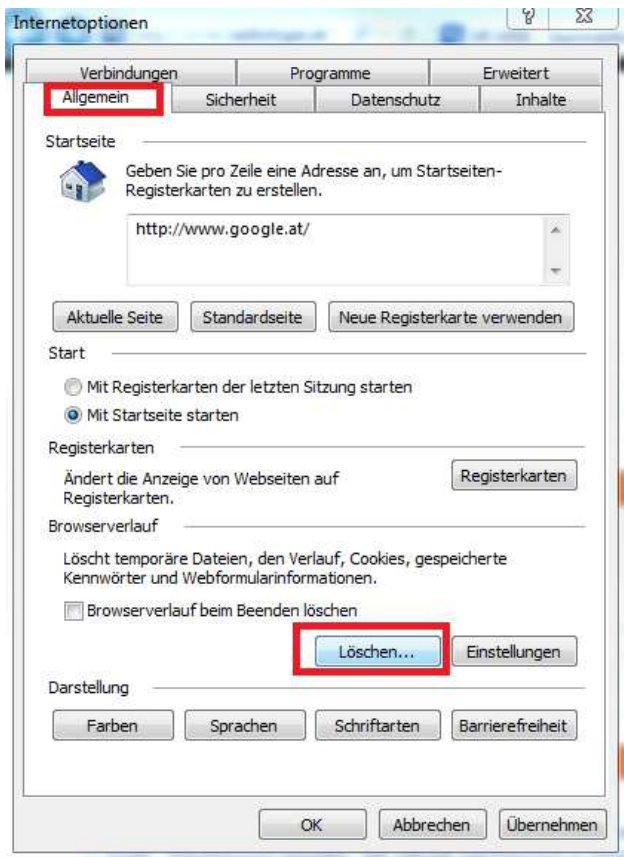 Internetoptionen
Verbindungen Programme Erweitert
Allgemein Sicherheit Datenschutz Inhalte
Startseite
Geben Sie pro Zeile eine Adresse an, um Startseiten-
Registerkarten zu erstellen.
http://www.google.at/
Aktuelle Seite Standardseite Neue Registerkarte verwenden
Start
Mit Registerkarten der letzten Sitzung starten
Mit Startseite starten
Registerkarten
Ändert die Anzeige von Webseiten auf
Registerkarten.
Registerkarten
Browserverlauf
Löscht temporäre Dateien, den Verlauf, Cookies, gespeicherte
Kennwörter und Webformularinformationen.
Browserverlauf beim Beenden löschen
Löschen... Einstellungen
Darstellung
Farben Sprachen Schriftarten Barrierefreiheit
OK Abbrechen Übernehmen